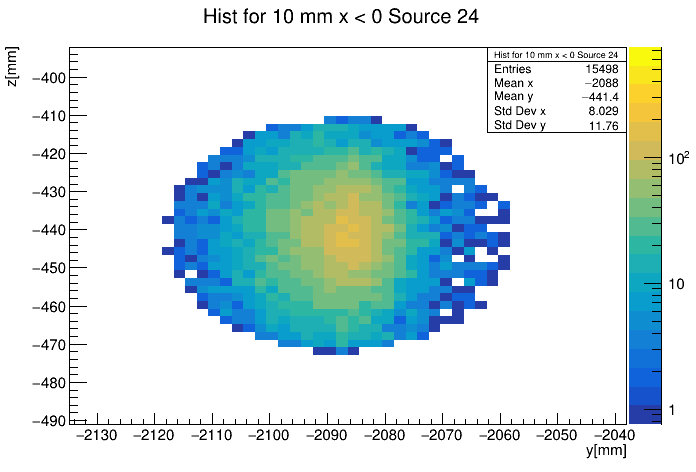 Hist for 10 mm x < 0 Source 24
z[mm]
Hist for 10 mm x < 0 Source 24
Entries 15498
Mean x −2088
Mean y −441.4
Std Dev x 8.029
Std Dev y 11.76
−400
−410
−420
−430
−440
−450
−460
−470
−480
−490
10²
10
1
−2130 −2120 −2110 −2100 −2090 −2080 −2070 −2060 −2050 −2040
y[mm]